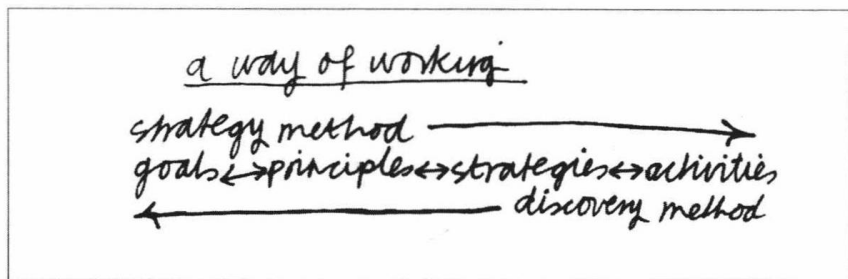 a way of working
strategy method
goals↔principles↔strategies↔activities
discovery method